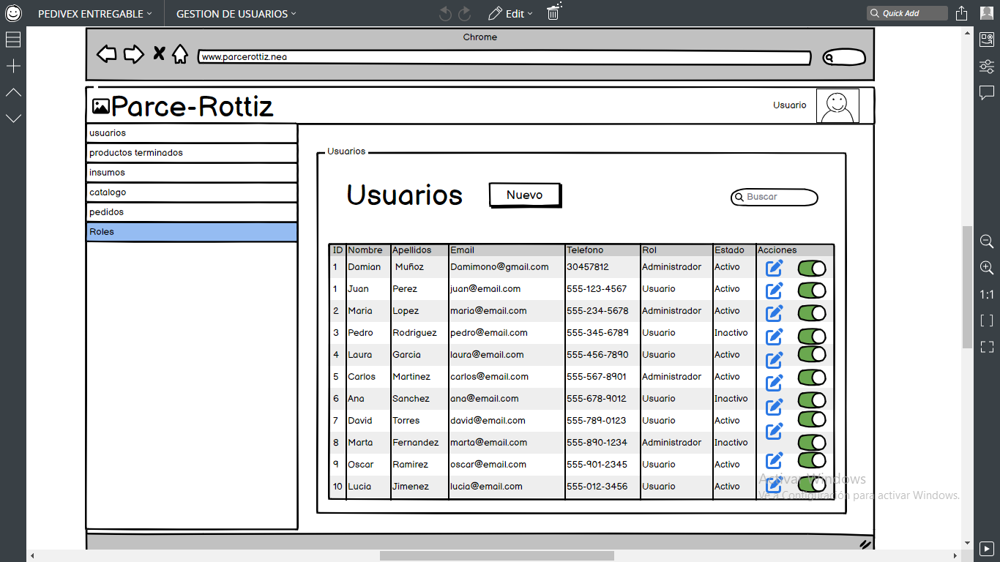 PEDIVEX ENTREGABLE GESTION DE USUARIOS Edit Quick Add
Chrome
www.parcerottiz.nea
Parce-Rottiz Usuario
usuarios
productos terminados
insumos
catalogo
pedidos
Roles
Usuarios
Usuarios Nuevo Buscar
ID Nombre Apellidos Email Telefono Rol Estado Acciones
1 Damian Muñoz Damimono@gmail.com 30457812 Administrador Activo
1 Juan Perez juan@email.com 555-123-4567 Usuario Activo
2 Maria Lopez maria@email.com 555-234-5678 Administrador Activo
3 Pedro Rodriguez pedro@email.com 555-345-6789 Usuario Inactivo
4 Laura Garcia laura@email.com 555-456-7890 Usuario Activo
5 Carlos Martinez carlos@email.com 555-567-8901 Administrador Activo
6 Ana Sanchez ana@email.com 555-678-9012 Usuario Inactivo
7 David Torres david@email.com 555-789-0123 Usuario Activo
8 Marta Fernandez marta@email.com 555-890-1234 Administrador Inactivo
9 Oscar Ramirez oscar@email.com 555-901-2345 Usuario Activo
10 Lucia Jimenez lucia@email.com 555-012-3456 Usuario Activo
Activar Windows
Ve a Configuración para activar Windows.
1:1